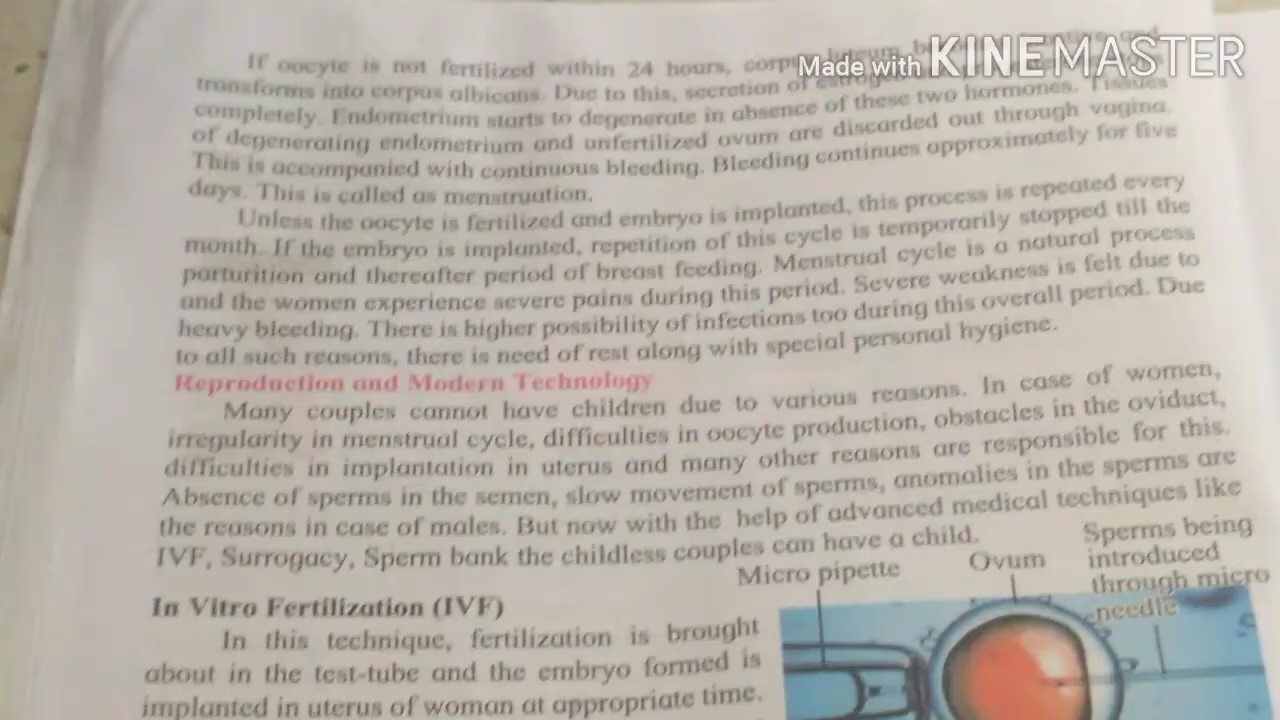 Made with KINEMASTER
If oocyte is not fertilized within 24 hours, corpus luteum
transforms into corpus albicans. Due to this, secretion of
completely. Endometrium starts to degenerate in absence of these two hormones. Tissues
of degenerating endometrium and unfertilized ovum are discarded out through vagina.
This is accompanied with continuous bleeding. Bleeding continues approximately for five
days. This is called as menstruation.
Unless the oocyte is fertilized and embryo is implanted, this process is repeated every
month. If the embryo is implanted, repetition of this cycle is temporarily stopped till the
parturition and thereafter period of breast feeding. Menstrual cycle is a natural process
and the women experience severe pains during this period. Severe weakness is felt due to
heavy bleeding. There is higher possibility of infections too during this overall period. Due
to all such reasons, there is need of rest along with special personal hygiene.
Reproduction and Modern Technology
Many couples cannot have children due to various reasons. In case of women,
irregularity in menstrual cycle, difficulties in oocyte production, obstacles in the oviduct,
difficulties in implantation in uterus and many other reasons are responsible for this.
Absence of sperms in the semen, slow movement of sperms, anomalies in the sperms are
the reasons in case of males. But now with the help of advanced medical techniques like
IVF, Surrogacy, Sperm bank the childless couples can have a child.
In Vitro Fertilization (IVF)
In this technique, fertilization is brought
about in the test-tube and the embryo formed is
implanted in uterus of woman at appropriate time.
Micro pipette
Ovum
Sperms being
introduced
through micro
needle